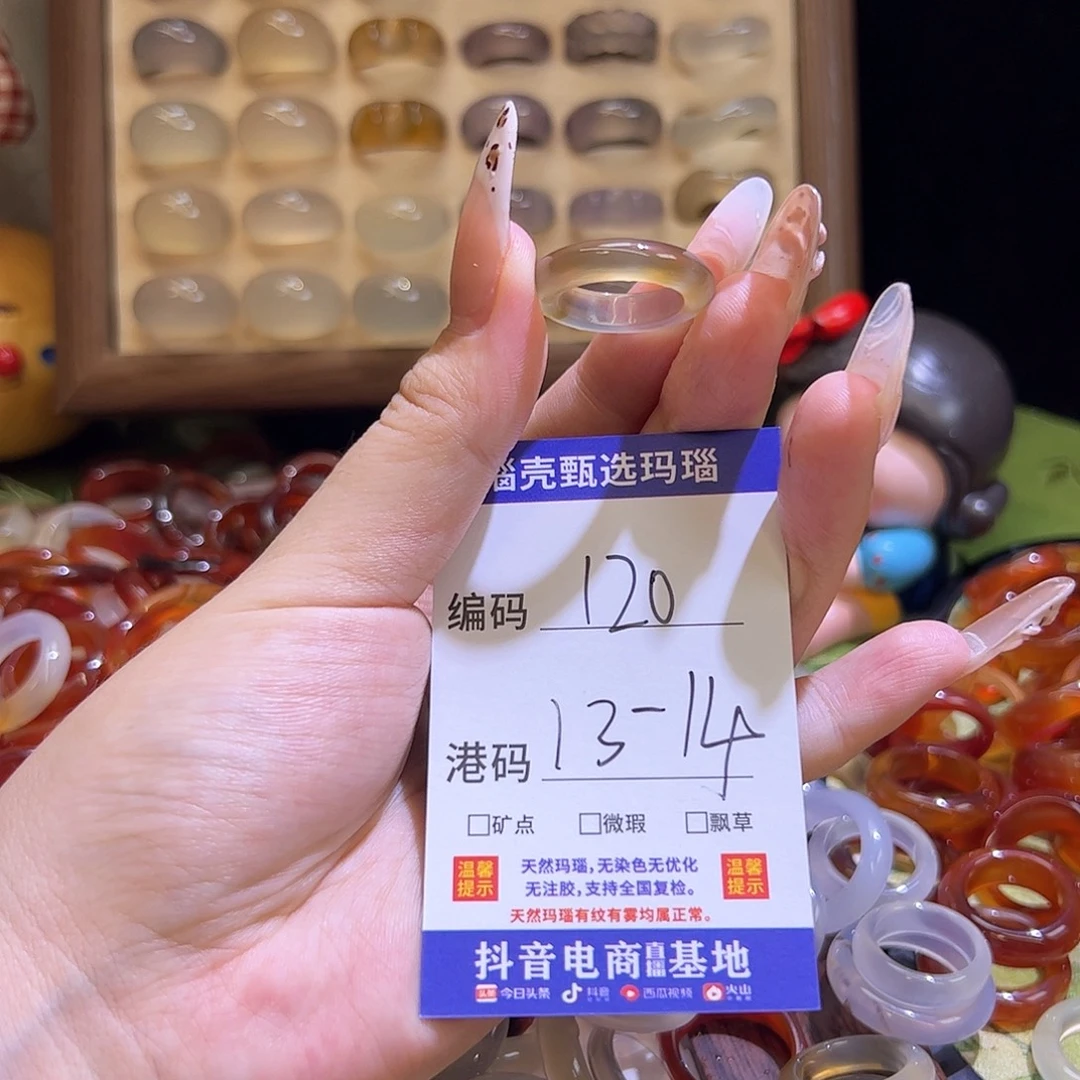 瑙壳甄选玛瑙
编码 120
港码 13-14
□矿点 □微瑕 □飘草
温馨提示
天然玛瑙,无染色无优化
无注胶,支持全国复检。
温馨提示
天然玛瑙有纹有雾均属正常。
抖音电商直播基地
头条 今日头条 抖音 西瓜视频 火山